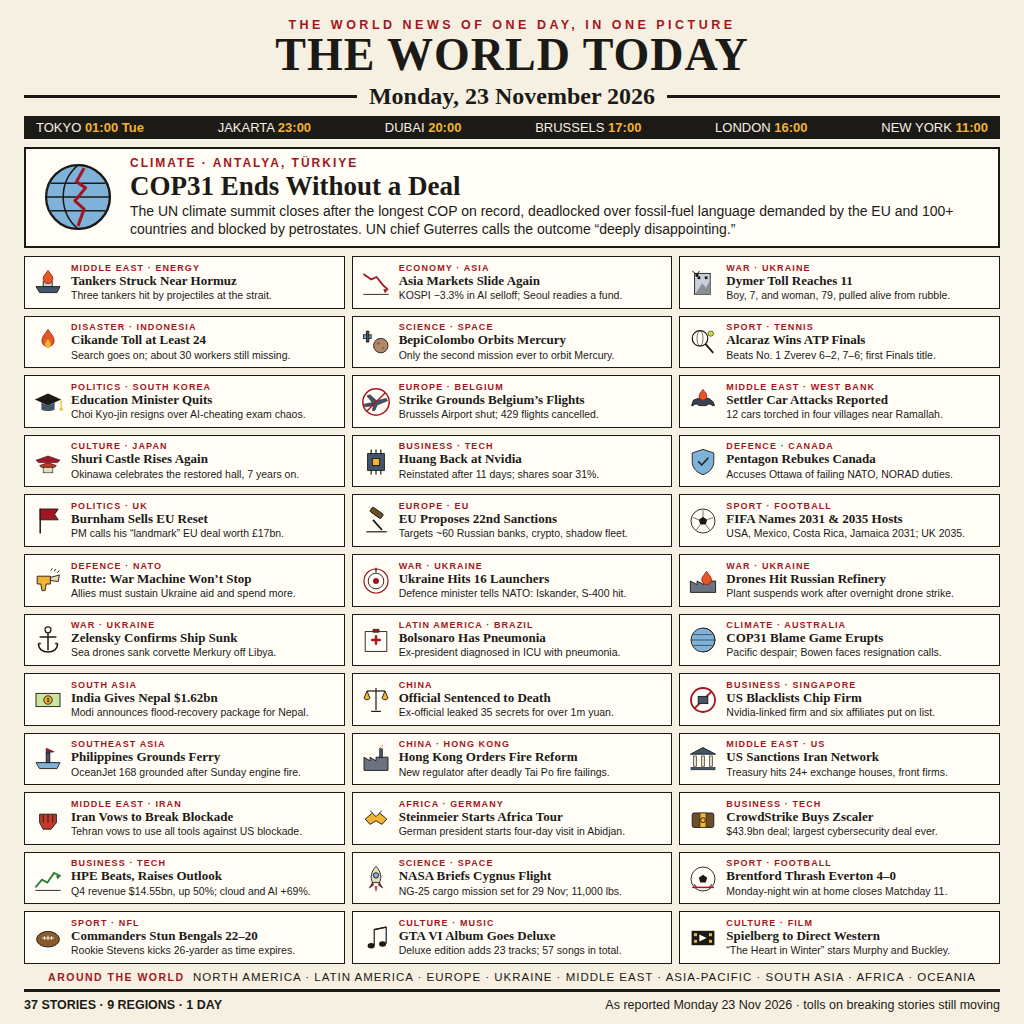 THE WORLD NEWS OF ONE DAY, IN ONE PICTURE
THE WORLD TODAY
Monday, 23 November 2026
TOKYO 01:00 Tue JAKARTA 23:00 DUBAI 20:00 BRUSSELS 17:00 LONDON 16:00 NEW YORK 11:00
CLIMATE · ANTALYA, TÜRKIYE
COP31 Ends Without a Deal
The UN climate summit closes after the longest COP on record, deadlocked over fossil-fuel language demanded by the EU and 100+
countries and blocked by petrostates. UN chief Guterres calls the outcome “deeply disappointing.”
MIDDLE EAST · ENERGY
Tankers Struck Near Hormuz
Three tankers hit by projectiles at the strait.
ECONOMY · ASIA
Asia Markets Slide Again
KOSPI −3.3% in AI selloff; Seoul readies a fund.
WAR · UKRAINE
Dymer Toll Reaches 11
Boy, 7, and woman, 79, pulled alive from rubble.
DISASTER · INDONESIA
Cikande Toll at Least 24
Search goes on; about 30 workers still missing.
SCIENCE · SPACE
BepiColombo Orbits Mercury
Only the second mission ever to orbit Mercury.
SPORT · TENNIS
Alcaraz Wins ATP Finals
Beats No. 1 Zverev 6–2, 7–6; first Finals title.
POLITICS · SOUTH KOREA
Education Minister Quits
Choi Kyo-jin resigns over AI-cheating exam chaos.
EUROPE · BELGIUM
Strike Grounds Belgium’s Flights
Brussels Airport shut; 429 flights cancelled.
MIDDLE EAST · WEST BANK
Settler Car Attacks Reported
12 cars torched in four villages near Ramallah.
CULTURE · JAPAN
Shuri Castle Rises Again
Okinawa celebrates the restored hall, 7 years on.
BUSINESS · TECH
Huang Back at Nvidia
Reinstated after 11 days; shares soar 31%.
DEFENCE · CANADA
Pentagon Rebukes Canada
Accuses Ottawa of failing NATO, NORAD duties.
POLITICS · UK
Burnham Sells EU Reset
PM calls his “landmark” EU deal worth £17bn.
EUROPE · EU
EU Proposes 22nd Sanctions
Targets ~60 Russian banks, crypto, shadow fleet.
SPORT · FOOTBALL
FIFA Names 2031 & 2035 Hosts
USA, Mexico, Costa Rica, Jamaica 2031; UK 2035.
DEFENCE · NATO
Rutte: War Machine Won’t Stop
Allies must sustain Ukraine aid and spend more.
WAR · UKRAINE
Ukraine Hits 16 Launchers
Defence minister tells NATO: Iskander, S-400 hit.
WAR · UKRAINE
Drones Hit Russian Refinery
Plant suspends work after overnight drone strike.
WAR · UKRAINE
Zelensky Confirms Ship Sunk
Sea drones sank corvette Merkury off Libya.
LATIN AMERICA · BRAZIL
Bolsonaro Has Pneumonia
Ex-president diagnosed in ICU with pneumonia.
CLIMATE · AUSTRALIA
COP31 Blame Game Erupts
Pacific despair; Bowen faces resignation calls.
SOUTH ASIA
India Gives Nepal $1.62bn
Modi announces flood-recovery package for Nepal.
CHINA
Official Sentenced to Death
Ex-official leaked 35 secrets for over 1m yuan.
BUSINESS · SINGAPORE
US Blacklists Chip Firm
Nvidia-linked firm and six affiliates put on list.
SOUTHEAST ASIA
Philippines Grounds Ferry
OceanJet 168 grounded after Sunday engine fire.
CHINA · HONG KONG
Hong Kong Orders Fire Reform
New regulator after deadly Tai Po fire failings.
MIDDLE EAST · US
US Sanctions Iran Network
Treasury hits 24+ exchange houses, front firms.
MIDDLE EAST · IRAN
Iran Vows to Break Blockade
Tehran vows to use all tools against US blockade.
AFRICA · GERMANY
Steinmeier Starts Africa Tour
German president starts four-day visit in Abidjan.
BUSINESS · TECH
CrowdStrike Buys Zscaler
$43.9bn deal; largest cybersecurity deal ever.
BUSINESS · TECH
HPE Beats, Raises Outlook
Q4 revenue $14.55bn, up 50%; cloud and AI +69%.
SCIENCE · SPACE
NASA Briefs Cygnus Flight
NG-25 cargo mission set for 29 Nov; 11,000 lbs.
SPORT · FOOTBALL
Brentford Thrash Everton 4–0
Monday-night win at home closes Matchday 11.
SPORT · NFL
Commanders Stun Bengals 22–20
Rookie Stevens kicks 26-yarder as time expires.
CULTURE · MUSIC
GTA VI Album Goes Deluxe
Deluxe edition adds 23 tracks; 57 songs in total.
CULTURE · FILM
Spielberg to Direct Western
“The Heart in Winter” stars Murphy and Buckley.
AROUND THE WORLD NORTH AMERICA · LATIN AMERICA · EUROPE · UKRAINE · MIDDLE EAST · ASIA-PACIFIC · SOUTH ASIA · AFRICA · OCEANIA
37 STORIES · 9 REGIONS · 1 DAY
As reported Monday 23 Nov 2026 · tolls on breaking stories still moving